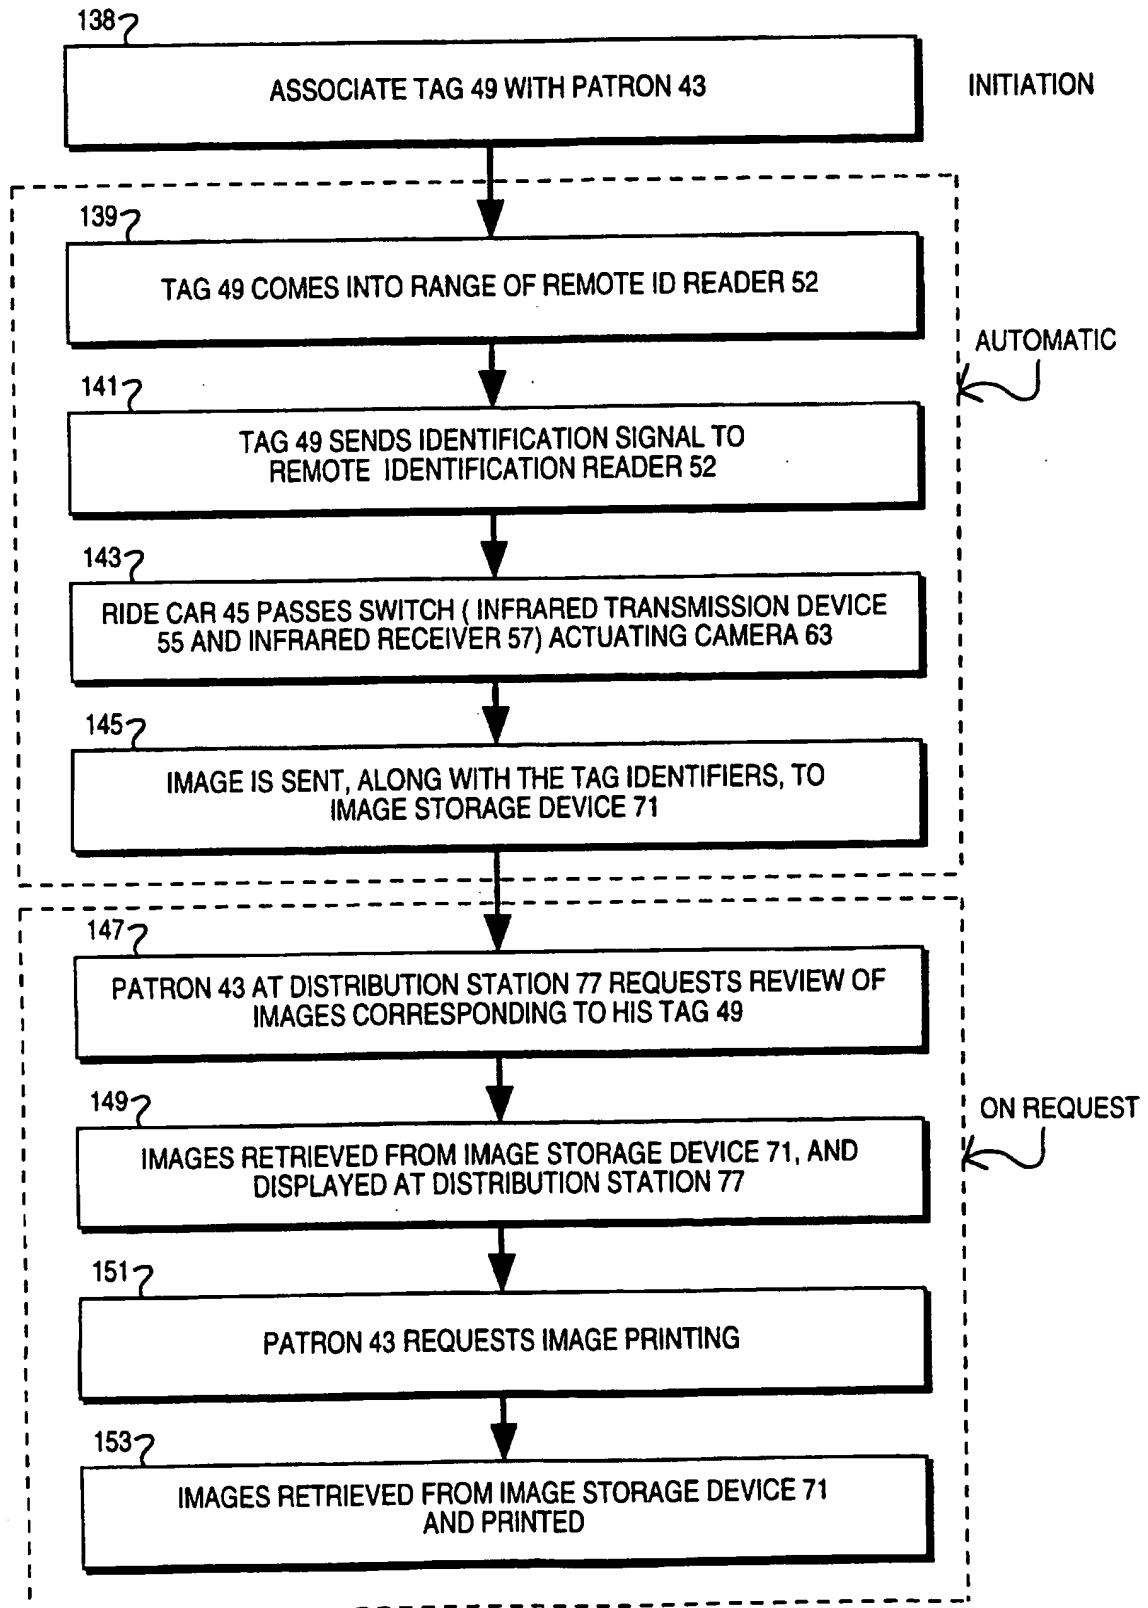 138
ASSOCIATE TAG 49 WITH PATRON 43
INITIATION
139
TAG 49 COMES INTO RANGE OF REMOTE ID READER 52
AUTOMATIC
141
TAG 49 SENDS IDENTIFICATION SIGNAL TO
REMOTE IDENTIFICATION READER 52
143
RIDE CAR 45 PASSES SWITCH ( INFRARED TRANSMISSION DEVICE
55 AND INFRARED RECEIVER 57) ACTUATING CAMERA 63
145
IMAGE IS SENT, ALONG WITH THE TAG IDENTIFIERS, TO
IMAGE STORAGE DEVICE 71
147
PATRON 43 AT DISTRIBUTION STATION 77 REQUESTS REVIEW OF
IMAGES CORRESPONDING TO HIS TAG 49
149
IMAGES RETRIEVED FROM IMAGE STORAGE DEVICE 71, AND
DISPLAYED AT DISTRIBUTION STATION 77
ON REQUEST
151
PATRON 43 REQUESTS IMAGE PRINTING
153
IMAGES RETRIEVED FROM IMAGE STORAGE DEVICE 71
AND PRINTED